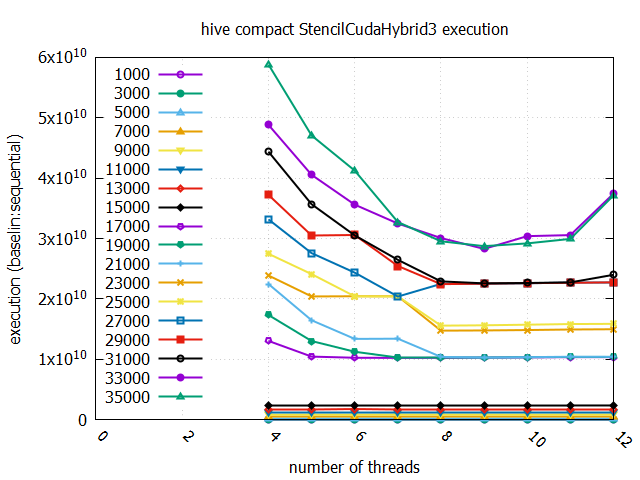 hive compact StencilCudaHybrid3 execution
execution (baselin:sequential)
6x10^10
5x10^10
4x10^10
3x10^10
2x10^10
1x10^10
0
1000
3000
5000
7000
9000
11000
13000
15000
17000
19000
21000
23000
25000
27000
29000
31000
33000
35000
0 2 4 6 8 10 12
number of threads